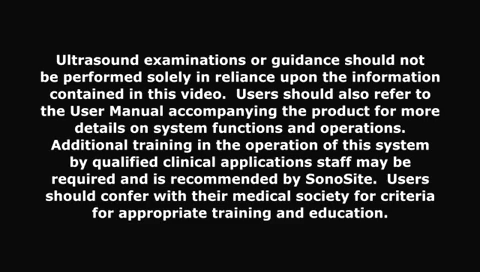 Ultrasound examinations or guidance should not
be performed solely in reliance upon the information
contained in this video.  Users should also refer to
the User Manual accompanying the product for more
details on system functions and operations.
Additional training in the operation of this system
by qualified clinical applications staff may be
required and is recommended by SonoSite.  Users
should confer with their medical society for criteria
for appropriate training and education.